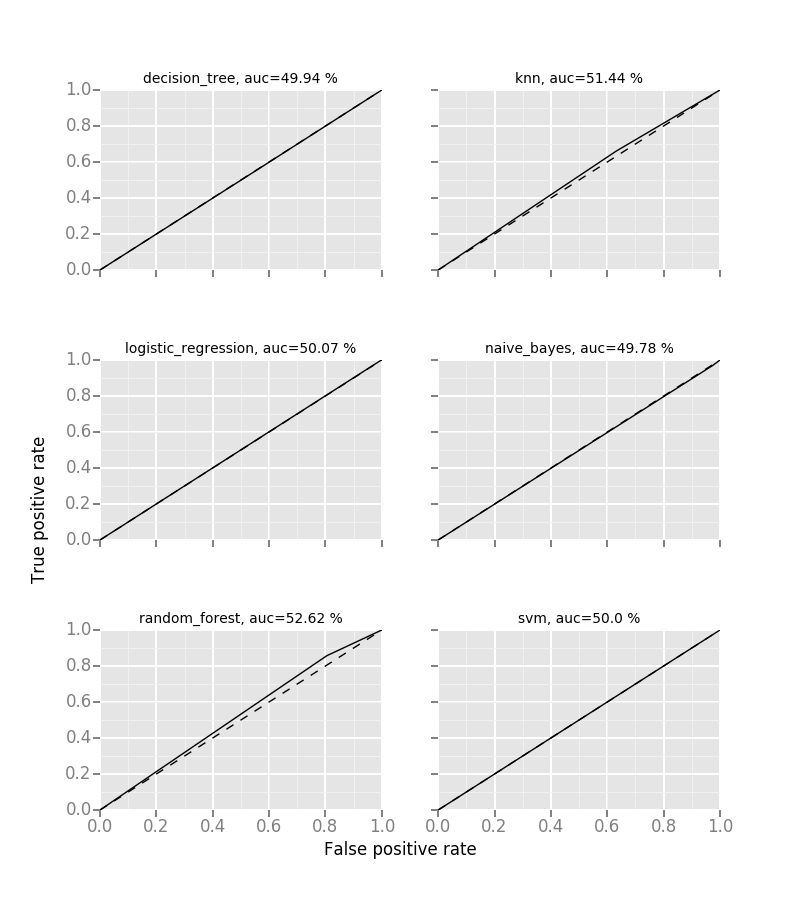 decision_tree, auc=49.94 %
1.0
0.8
0.6
0.4
0.2
0.0
knn, auc=51.44 %
logistic_regression, auc=50.07 %
1.0
0.8
0.6
0.4
0.2
0.0
naive_bayes, auc=49.78 %
True positive rate
random_forest, auc=52.62 %
1.0
0.8
0.6
0.4
0.2
0.0
0.0 0.2 0.4 0.6 0.8 1.0
svm, auc=50.0 %
0.0 0.2 0.4 0.6 0.8 1.0
False positive rate